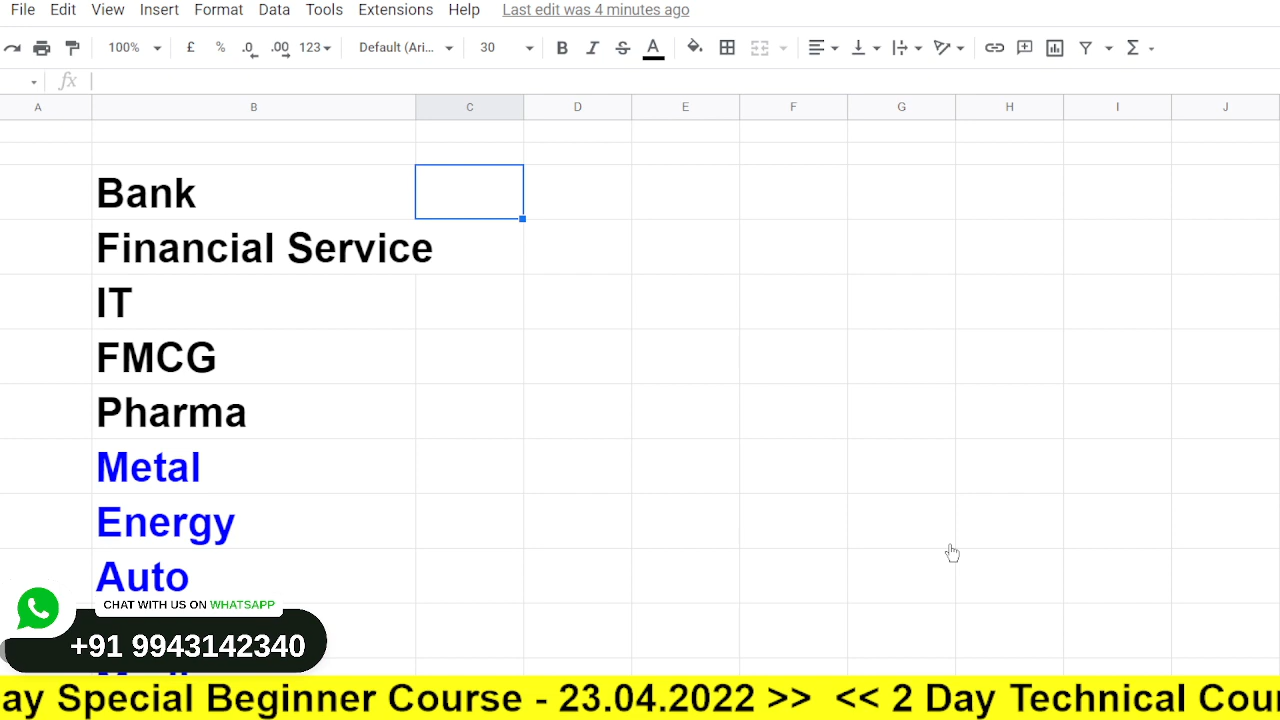 File Edit View Insert Format Data Tools Extensions Help Last edit was 4 minutes ago
100% £ % .0 .00 123 Default (Ari... 30 B I S A Σ
fx
A B C D E F G H I J
Bank
Financial Service
IT
FMCG
Pharma
Metal
Energy
Auto
CHAT WITH US ON WHATSAPP
+91 9943142340
ay Special Beginner Course - 23.04.2022 >> << 2 Day Technical Cou